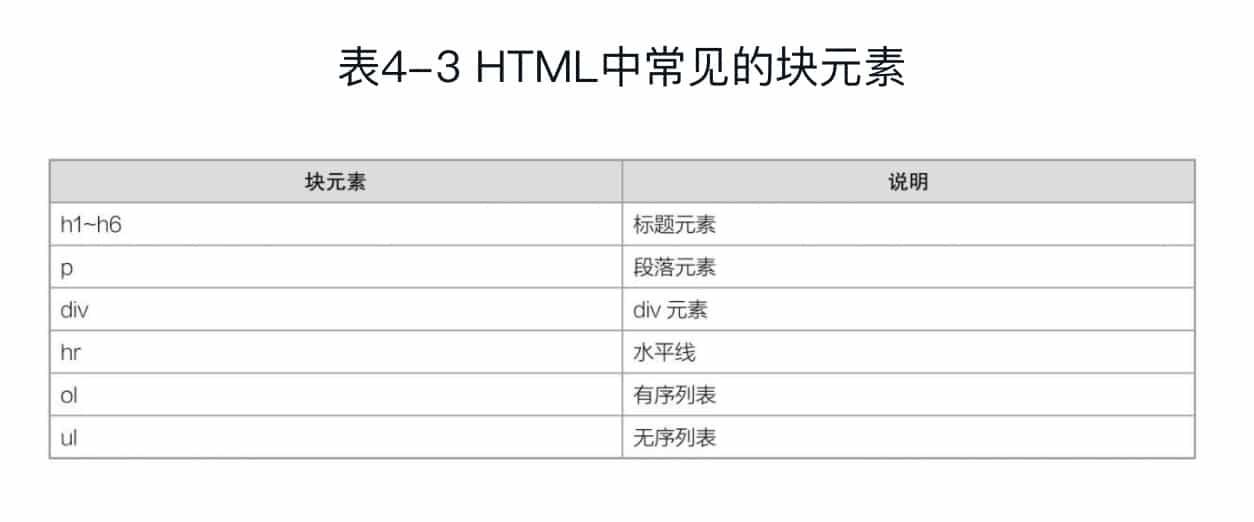 表4-3 HTML中常见的块元素
块元素 说明
h1~h6 标题元素
p 段落元素
div div 元素
hr 水平线
ol 有序列表
ul 无序列表